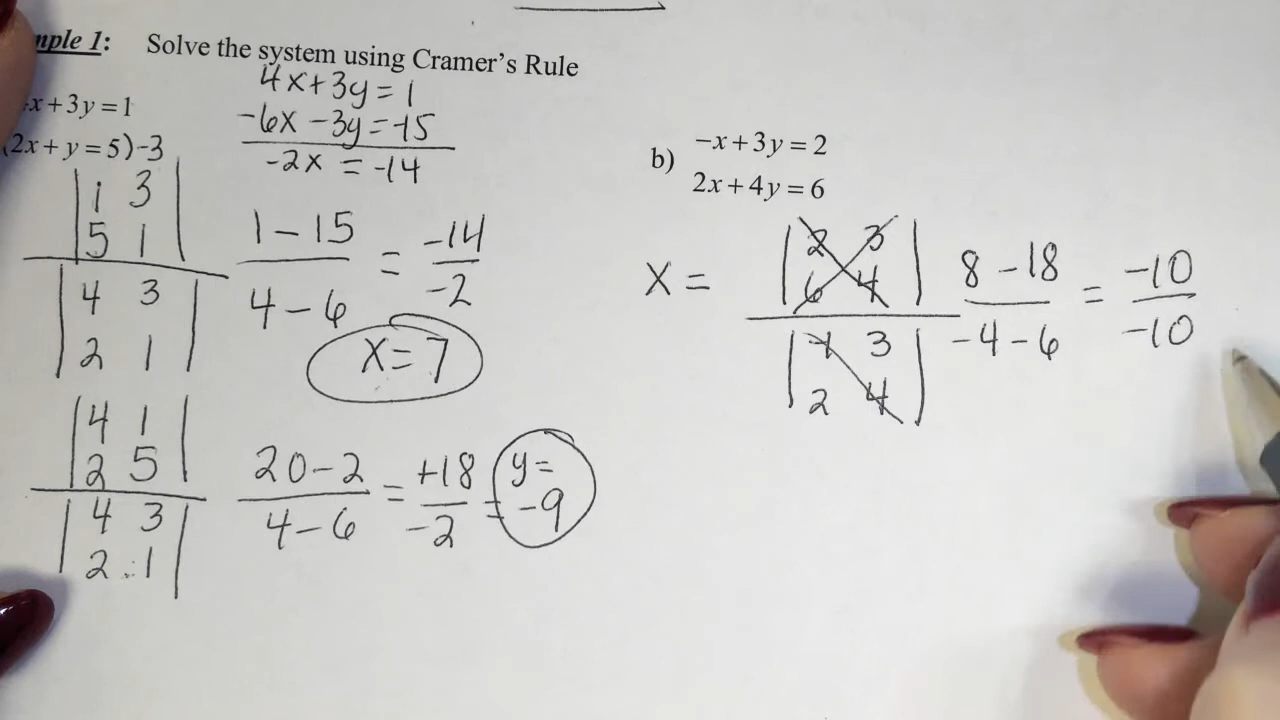 mple 1: Solve the system using Cramer's Rule
x + 3y = 1
(2x + y = 5) -3
4x + 3y = 1
-6x - 3y = -15
-2x = -14
1 3
5 1
4 3
2 1
1 - 15
4 - 6
= -14
-2
x = 7
4 1
2 5
4 3
2 1
20 - 2
4 - 6
= +18
-2
= y =
-9
b) -x + 3y = 2
2x + 4y = 6
X =
2 3
6 4
-1 3
2 4
8 - 18
-4 - 6
= -10
-10